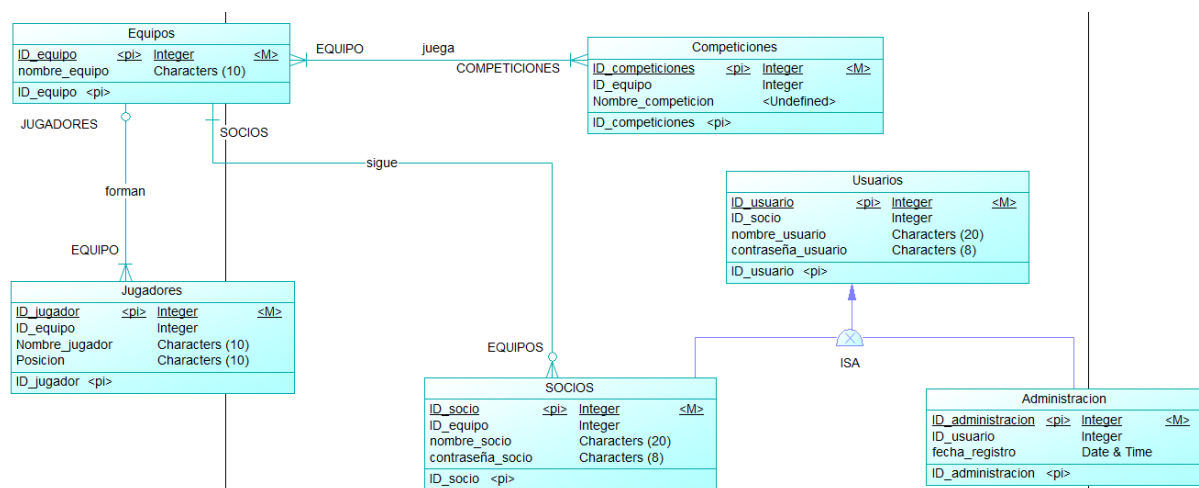 Equipos
ID_equipo <pi> Integer <M>
nombre_equipo Characters (10)
ID_equipo <pi>
EQUIPO
juega
COMPETICIONES
Competiciones
ID_competiciones <pi> Integer <M>
ID_equipo Integer
Nombre_competicion <Undefined>
ID_competiciones <pi>
JUGADORES
SOCIOS
sigue
forman
EQUIPO
Usuarios
ID_usuario <pi> Integer <M>
ID_socio Integer
nombre_usuario Characters (20)
contraseña_usuario Characters (8)
ID_usuario <pi>
Jugadores
ID_jugador <pi> Integer <M>
ID_equipo Integer
Nombre_jugador Characters (10)
Posicion Characters (10)
ID_jugador <pi>
EQUIPOS
ISA
SOCIOS
ID_socio <pi> Integer <M>
ID_equipo Integer
nombre_socio Characters (20)
contraseña_socio Characters (8)
ID_socio <pi>
Administracion
ID_administracion <pi> Integer <M>
ID_usuario Integer
fecha_registro Date & Time
ID_administracion <pi>